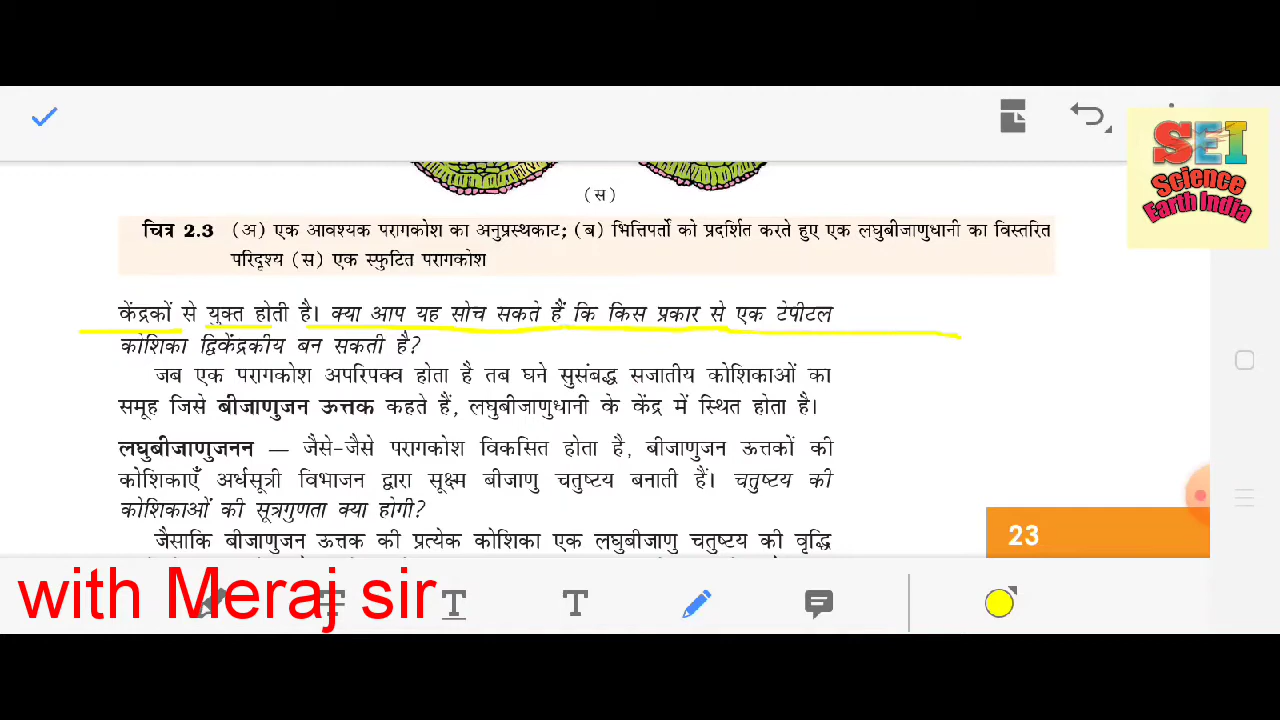 SEI
Science
Earth India
(स)
चित्र 2.3 (अ) एक आवश्यक परागकोश का अनुप्रस्थकाट; (ब) भित्तिपर्तों को प्रदर्शित करते हुए एक लघुबीजाणुधानी का विस्तरित
परिदृश्य (स) एक स्फुटित परागकोश
केंद्रकों से युक्त होती है। क्या आप यह सोच सकते हैं कि किस प्रकार से एक टेपीटल
कोशिका द्विकेंद्रकीय बन सकती है?
जब एक परागकोश अपरिपक्व होता है तब घने सुसंबद्ध सजातीय कोशिकाओं का
समूह जिसे बीजाणुजन ऊत्तक कहते हैं, लघुबीजाणुधानी के केंद्र में स्थित होता है।
लघुबीजाणुजनन — जैसे-जैसे परागकोश विकसित होता है, बीजाणुजन ऊत्तकों की
कोशिकाएँ अर्धसूत्री विभाजन द्वारा सूक्ष्म बीजाणु चतुष्टय बनाती हैं। चतुष्टय की
कोशिकाओं की सूत्रगुणता क्या होगी?
जैसाकि बीजाणुजन ऊत्तक की प्रत्येक कोशिका एक लघुबीजाणु चतुष्टय की वृद्धि
23
with Meraj sir
T T T